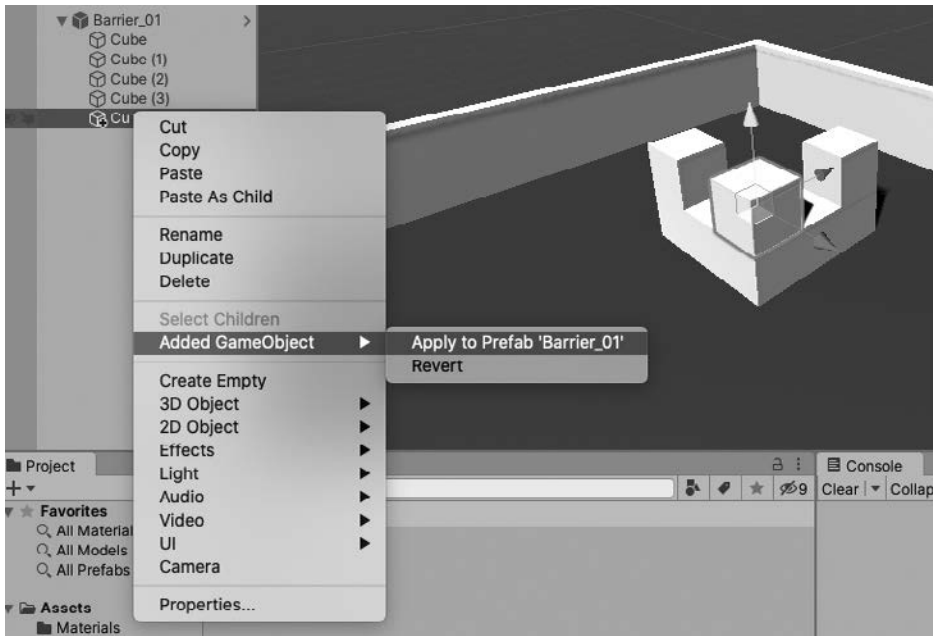 Barrier_01
Cube
Cube (1)
Cube (2)
Cube (3)
Cu
Cut
Copy
Paste
Paste As Child
Rename
Duplicate
Delete
Select Children
Added GameObject
Apply to Prefab 'Barrier_01'
Revert
Create Empty
3D Object
2D Object
Effects
Light
Audio
Video
UI
Camera
Properties...
Project
Favorites
All Material
All Models
All Prefabs
Assets
Materials
9
Console
Clear
Collap